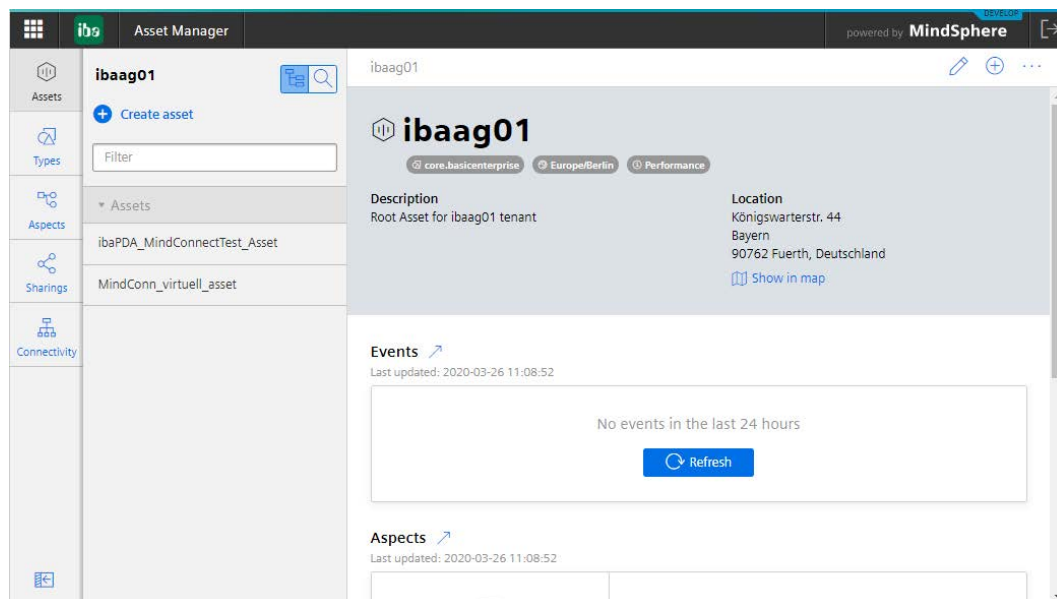 DEVELOP
iba Asset Manager powered by MindSphere
Assets
Types
Aspects
Sharings
Connectivity
ibaag01
Create asset
Filter
Assets
ibaPDA_MindConnectTest_Asset
MindConn_virtuell_asset
ibaag01
ibaag01
core.basicenterprise Europe/Berlin Performance
Description
Root Asset for ibaag01 tenant
Location
Königswarterstr. 44
Bayern
90762 Fuerth, Deutschland
Show in map
Events
Last updated: 2020-03-26 11:08:52
No events in the last 24 hours
Refresh
Aspects
Last updated: 2020-03-26 11:08:52